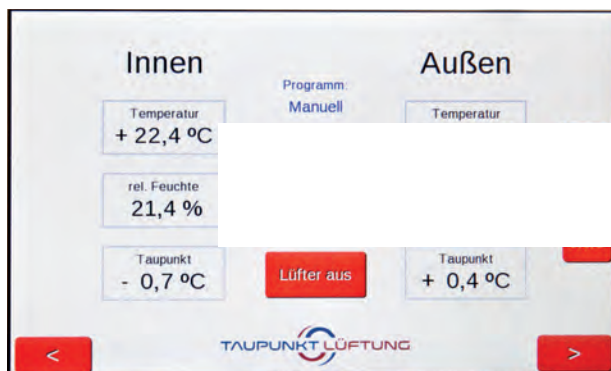 Innen
Außen
Programm:
Manuell
Temperatur
+ 22,4 ºC
Temperatur
rel. Feuchte
21,4 %
Taupunkt
- 0,7 ºC
Lüfter aus
Taupunkt
+ 0,4 ºC
<
TAUPUNKT LÜFTUNG
>